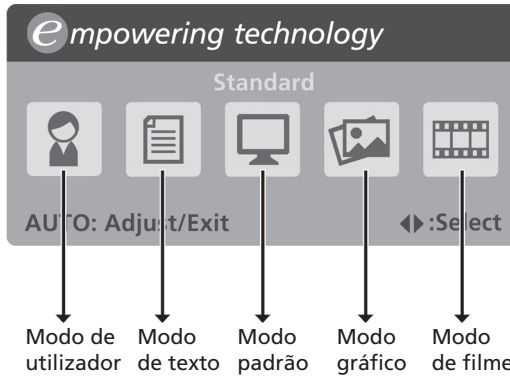 empowering technology
Standard
AUTO: Adjust/Exit :Select
Modo de utilizador
Modo de texto
Modo padrão
Modo gráfico
Modo de filme